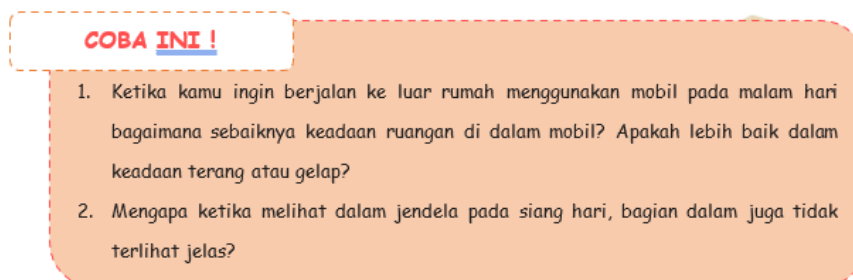 COBA INI !
1. Ketika kamu ingin berjalan ke luar rumah menggunakan mobil pada malam hari
bagaimana sebaiknya keadaan ruangan di dalam mobil? Apakah lebih baik dalam
keadaan terang atau gelap?
2. Mengapa ketika melihat dalam jendela pada siang hari, bagian dalam juga tidak
terlihat jelas?